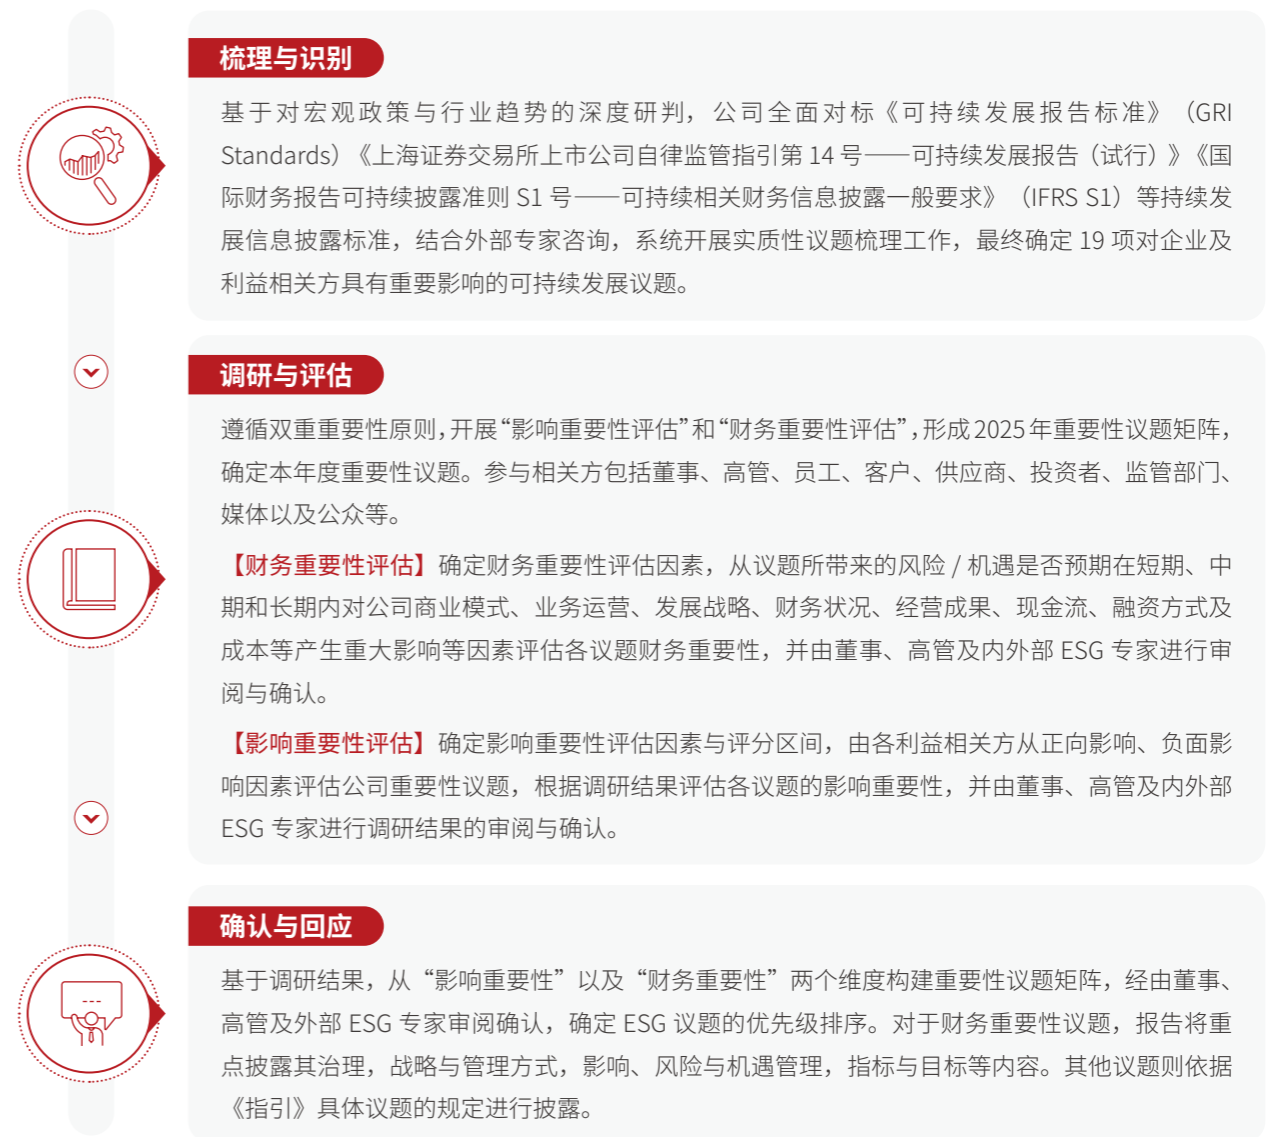 梳理与识别
基于对宏观政策与行业趋势的深度研判，公司全面对标《可持续发展报告标准》（GRI
Standards）《上海证券交易所上市公司自律监管指引第 14 号——可持续发展报告（试行）》《国
际财务报告可持续披露准则 S1 号——可持续相关财务信息披露一般要求》（IFRS S1）等持续发
展信息披露标准，结合外部专家咨询，系统开展实质性议题梳理工作，最终确定 19 项对企业及
利益相关方具有重要影响的可持续发展议题。
调研与评估
遵循双重重要性原则，开展“影响重要性评估”和“财务重要性评估”，形成 2025 年重要性议题矩阵，
确定本年度重要性议题。参与相关方包括董事、高管、员工、客户、供应商、投资者、监管部门、
媒体以及公众等。
【财务重要性评估】确定财务重要性评估因素，从议题所带来的风险 / 机遇是否预期在短期、中
期和长期内对公司商业模式、业务运营、发展战略、财务状况、经营成果、现金流、融资方式及
成本等产生重大影响等因素评估各议题财务重要性，并由董事、高管及内外部 ESG 专家进行审
阅与确认。
【影响重要性评估】确定影响重要性评估因素与评分区间，由各利益相关方从正向影响、负面影
响因素评估公司重要性议题，根据调研结果评估各议题的影响重要性，并由董事、高管及内外部
ESG 专家进行调研结果的审阅与确认。
确认与回应
基于调研结果，从“影响重要性”以及“财务重要性”两个维度构建重要性议题矩阵，经由董事、
高管及外部 ESG 专家审阅确认，确定 ESG 议题的优先级排序。对于财务重要性议题，报告将重
点披露其治理，战略与管理方式，影响、风险与机遇管理，指标与目标等内容。其他议题则依据
《指引》具体议题的规定进行披露。